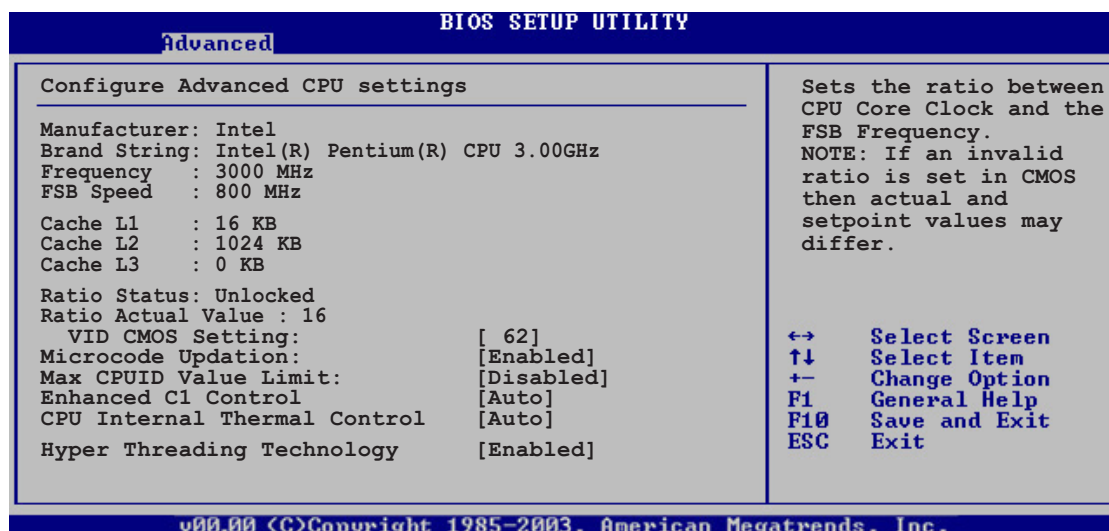 BIOS SETUP UTILITY
Advanced
Configure Advanced CPU settings
Manufacturer: Intel
Brand String: Intel(R) Pentium(R) CPU 3.00GHz
Frequency : 3000 MHz
FSB Speed : 800 MHz
Cache L1 : 16 KB
Cache L2 : 1024 KB
Cache L3 : 0 KB
Ratio Status: Unlocked
Ratio Actual Value : 16
VID CMOS Setting: [ 62]
Microcode Updation: [Enabled]
Max CPUID Value Limit: [Disabled]
Enhanced C1 Control [Auto]
CPU Internal Thermal Control [Auto]
Hyper Threading Technology [Enabled]
Sets the ratio between
CPU Core Clock and the
FSB Frequency.
NOTE: If an invalid
ratio is set in CMOS
then actual and
setpoint values may
differ.
←→ Select Screen
↑↓ Select Item
+- Change Option
F1 General Help
F10 Save and Exit
ESC Exit
v00.00 (C)Copyright 1985-2003, American Megatrends, Inc.